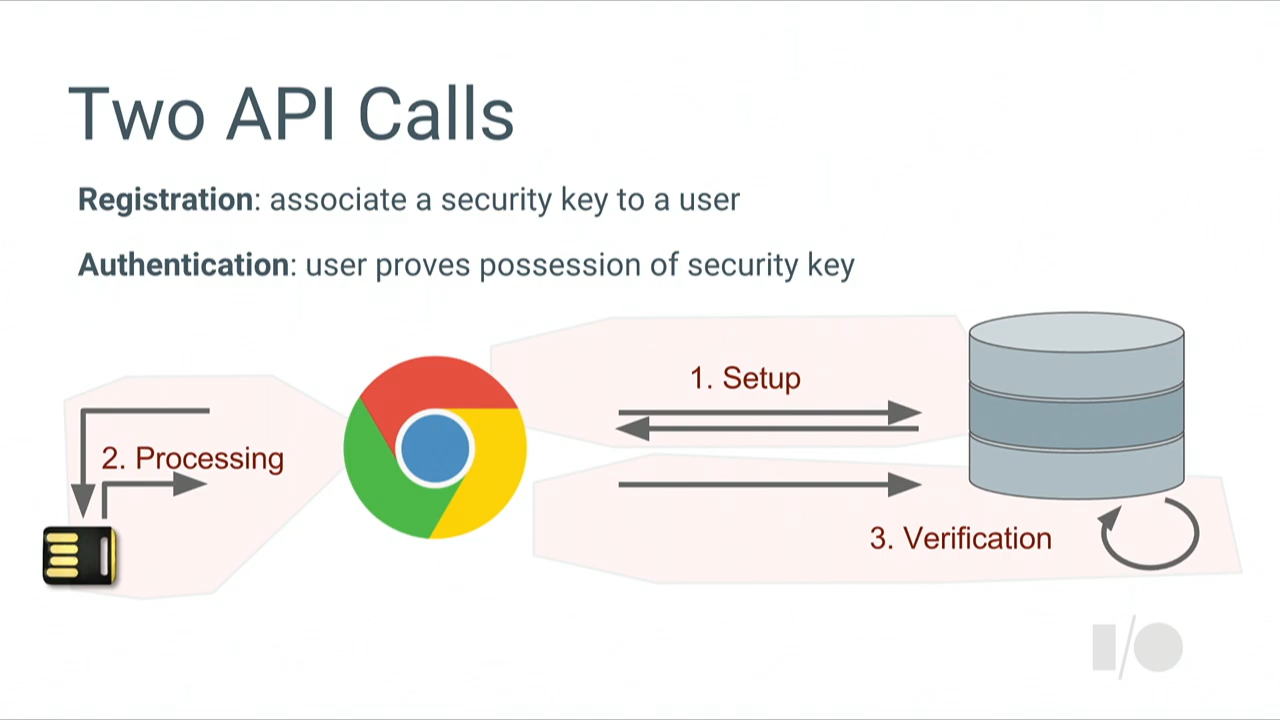 Two API Calls
Registration: associate a security key to a user
Authentication: user proves possession of security key
1. Setup
2. Processing
3. Verification
I/O